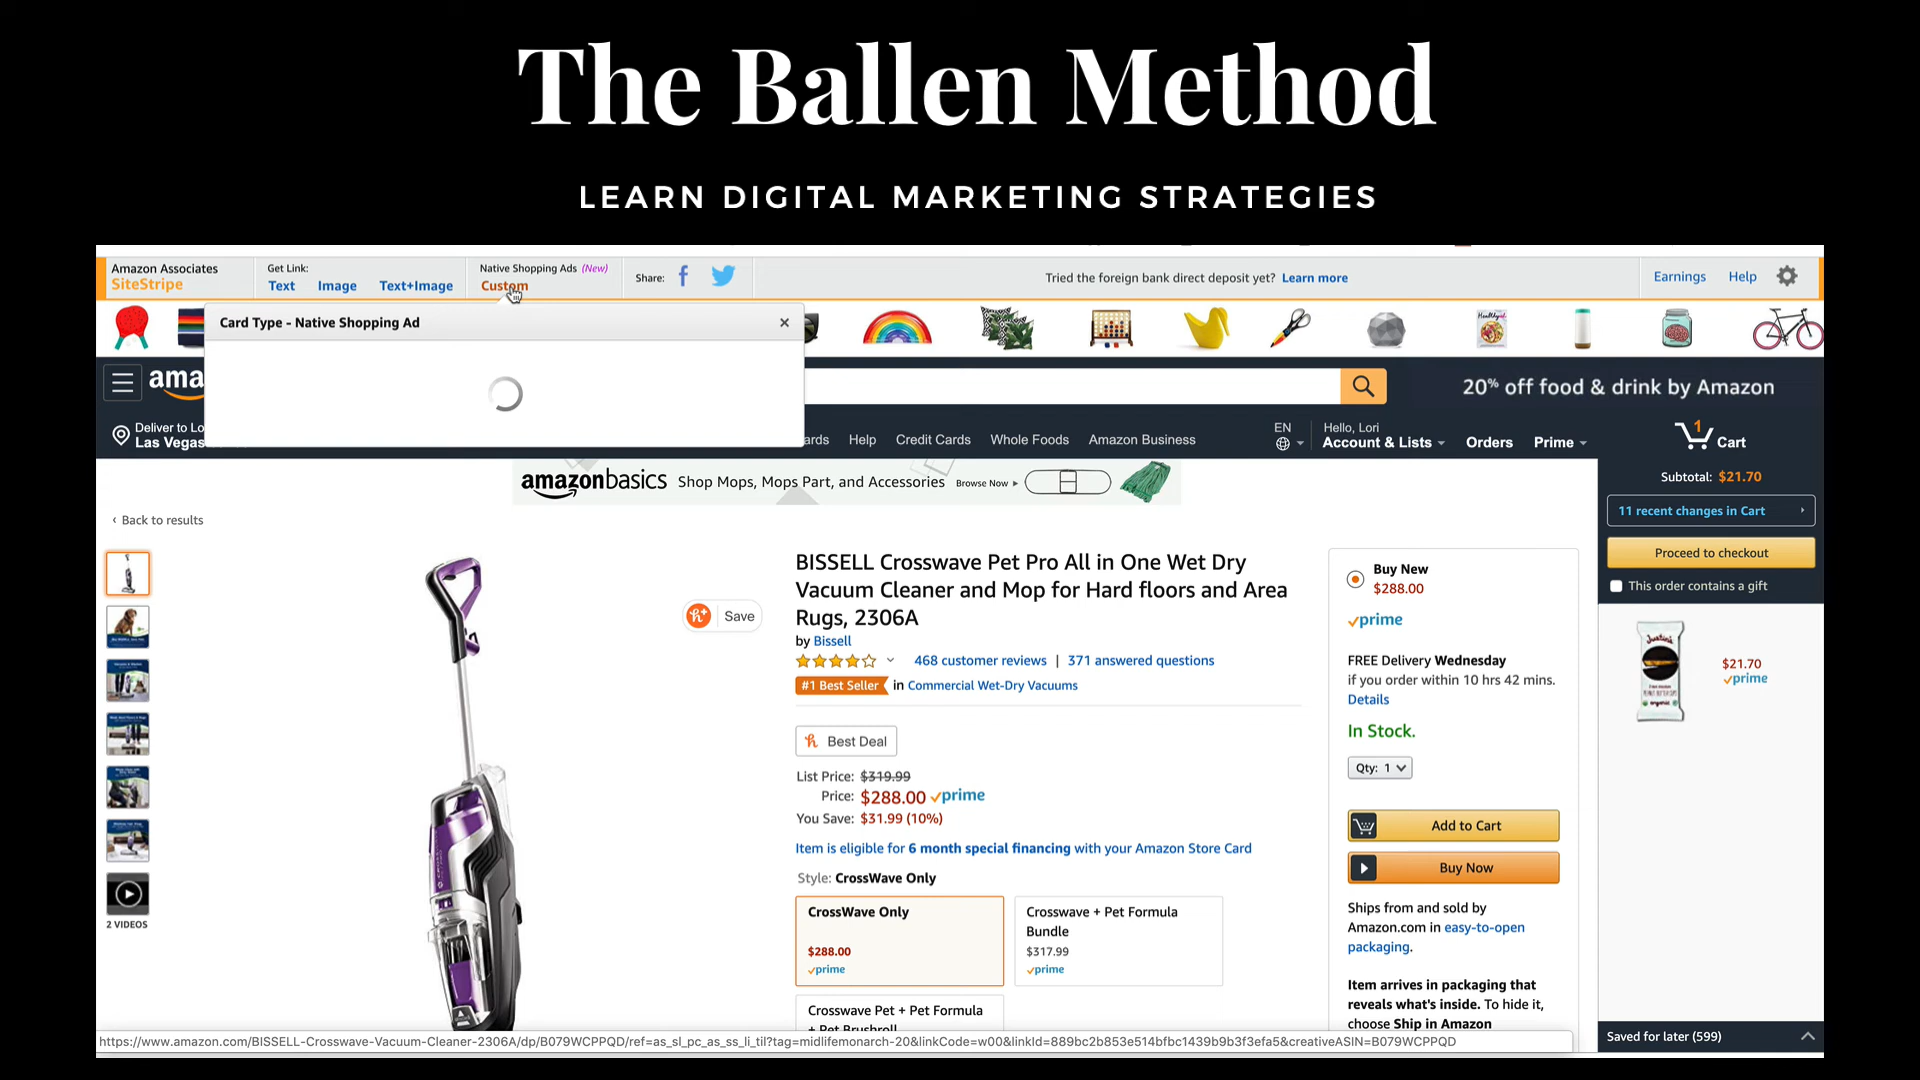 The Ballen Method
LEARN DIGITAL MARKETING STRATEGIES
Amazon Associates
SiteStripe
Get Link:
Text Image Text+Image
Native Shopping Ads (New)
Custom
Share:
Tried the foreign bank direct deposit yet? Learn more
Earnings Help
Card Type - Native Shopping Ad
×
ama
20% off food & drink by Amazon
Deliver to Lo
Las Vegas
ards Help Credit Cards Whole Foods Amazon Business
EN
Hello, Lori
Account & Lists
Orders
Prime
1
Cart
amazonbasics Shop Mops, Mops Part, and Accessories Browse Now
‹ Back to results
Save
BISSELL Crosswave Pet Pro All in One Wet Dry
Vacuum Cleaner and Mop for Hard floors and Area
Rugs, 2306A
by Bissell
468 customer reviews | 371 answered questions
#1 Best Seller in Commercial Wet-Dry Vacuums
Best Deal
List Price: $319.99
Price: $288.00 prime
You Save: $31.99 (10%)
Item is eligible for 6 month special financing with your Amazon Store Card
Style: CrossWave Only
CrossWave Only
$288.00
prime
Crosswave + Pet Formula
Bundle
$317.99
prime
Crosswave Pet + Pet Formula
+ Pet Brushroll
2 VIDEOS
Buy New
$288.00
prime
FREE Delivery Wednesday
if you order within 10 hrs 42 mins.
Details
In Stock.
Qty: 1
Add to Cart
Buy Now
Ships from and sold by
Amazon.com in easy-to-open
packaging.
Item arrives in packaging that
reveals what's inside. To hide it,
choose Ship in Amazon
Subtotal: $21.70
11 recent changes in Cart
Proceed to checkout
This order contains a gift
Justin's
$21.70
prime
Saved for later (599)
https://www.amazon.com/BISSELL-Crosswave-Vacuum-Cleaner-2306A/dp/B079WCPPQD/ref=as_sl_pc_as_ss_li_til?tag=midlifemonarch-20&linkCode=w00&linkId=889bc2b853e514bfbc1439b9b3f3efa5&creativeASIN=B079WCPPQD